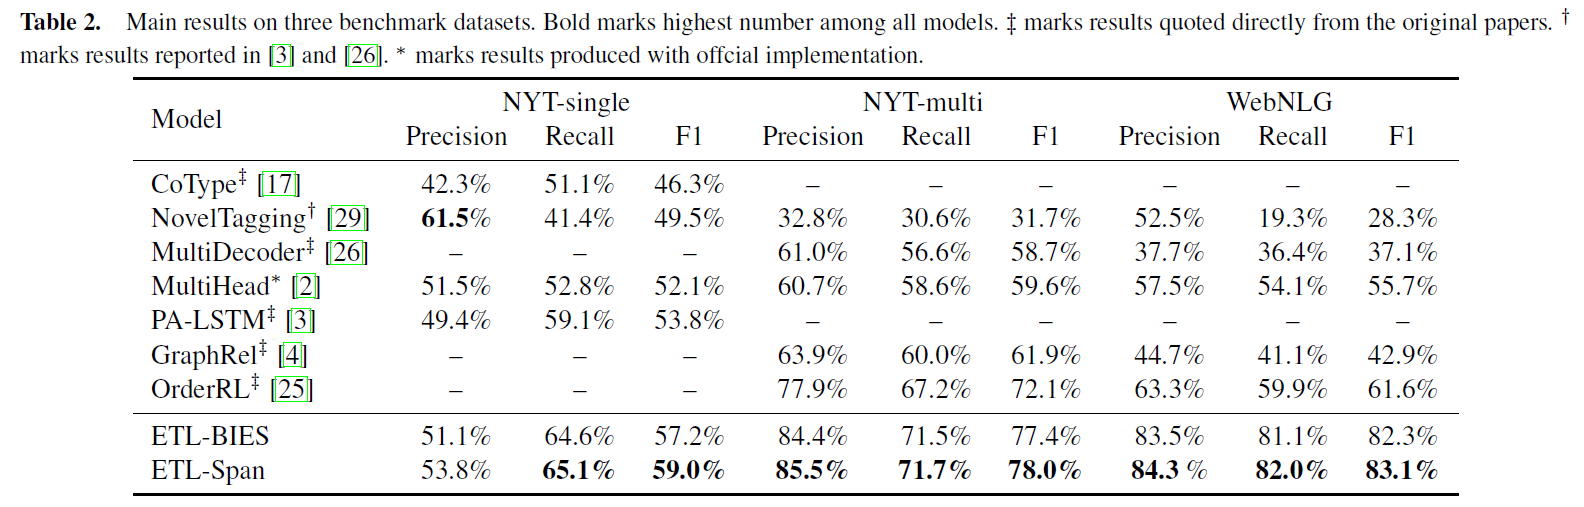 Table 2. Main results on three benchmark datasets. Bold marks highest number among all models. ‡ marks results quoted directly from the original papers. †
marks results reported in [3] and [26]. * marks results produced with offcial implementation.
Model NYT-single NYT-multi WebNLG
Precision Recall F1 Precision Recall F1 Precision Recall F1
CoType‡ [17] 42.3% 51.1% 46.3% – – – – – –
NovelTagging† [29] 61.5% 41.4% 49.5% 32.8% 30.6% 31.7% 52.5% 19.3% 28.3%
MultiDecoder‡ [26] – – – 61.0% 56.6% 58.7% 37.7% 36.4% 37.1%
MultiHead* [2] 51.5% 52.8% 52.1% 60.7% 58.6% 59.6% 57.5% 54.1% 55.7%
PA-LSTM‡ [3] 49.4% 59.1% 53.8% – – – – – –
GraphRel‡ [4] – – – 63.9% 60.0% 61.9% 44.7% 41.1% 42.9%
OrderRL‡ [25] – – – 77.9% 67.2% 72.1% 63.3% 59.9% 61.6%
ETL-BIES 51.1% 64.6% 57.2% 84.4% 71.5% 77.4% 83.5% 81.1% 82.3%
ETL-Span 53.8% 65.1% 59.0% 85.5% 71.7% 78.0% 84.3 % 82.0% 83.1%